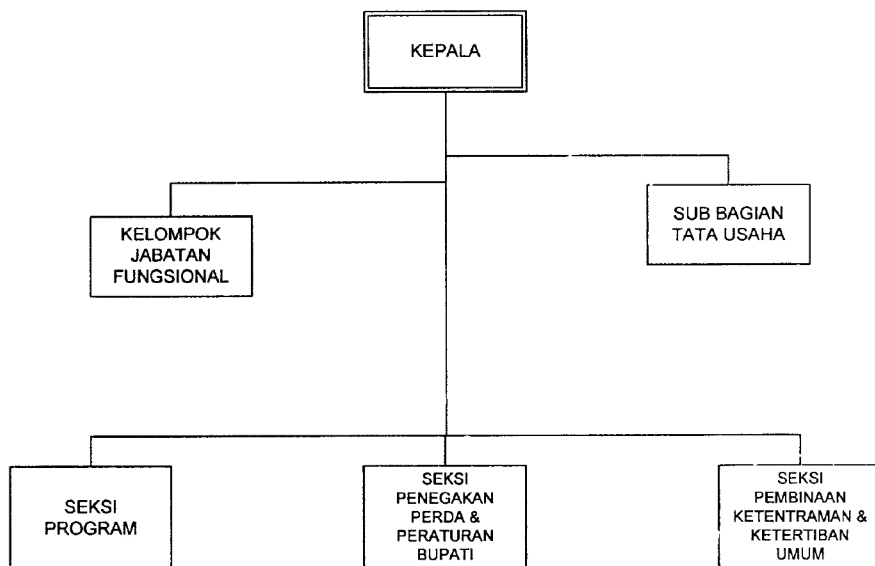 KEPALA
SUB BAGIAN
TATA USAHA
KELOMPOK
JABATAN
FUNGSIONAL
SEKSI
PROGRAM
SEKSI
PENEGAKAN
PERDA &
PERATURAN
BUPATI
SEKSI
PEMBINAAN
KETENTRAMAN &
KETERTIBAN
UMUM